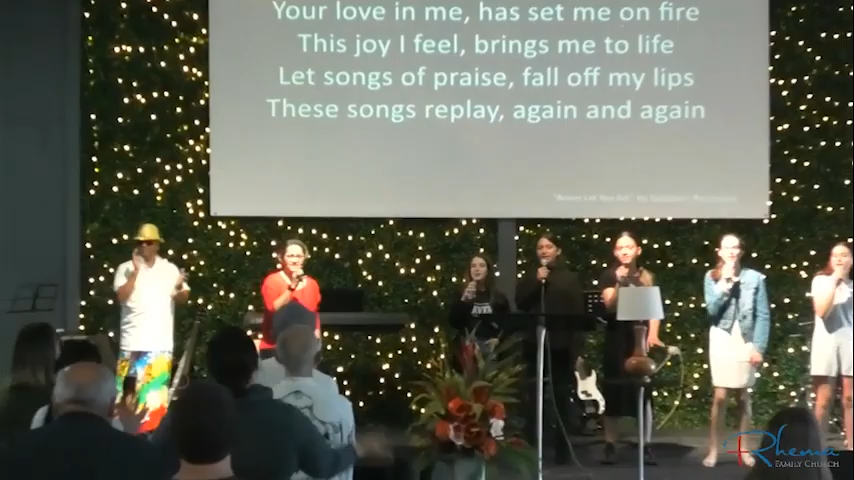 Your love in me, has set me on fire
This joy I feel, brings me to life
Let songs of praise, fall off my lips
These songs replay, again and again
Rhema
FAMILY CHURCH